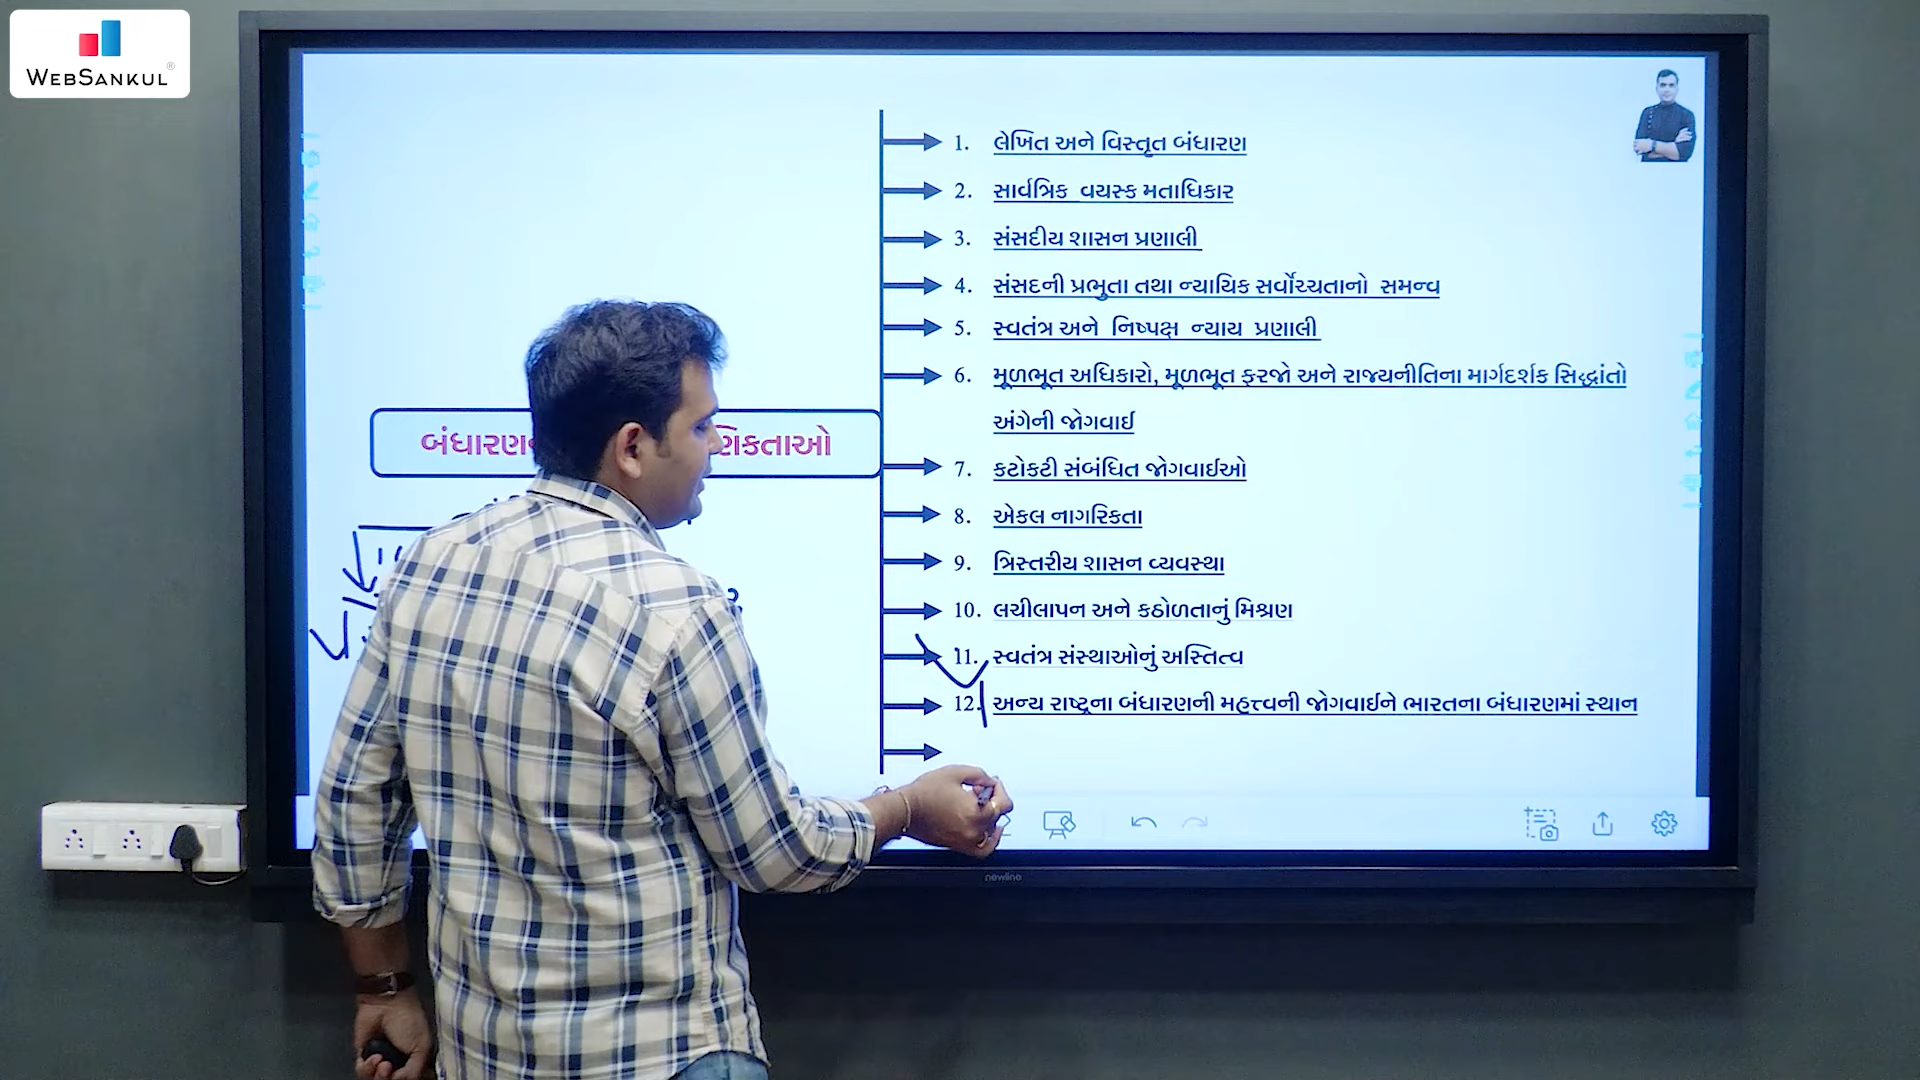 WEBSANKUL®
1. લેખિત અને વિસ્તૃત બંધારણ
2. સાર્વત્રિક વયસ્ક મતાધિકાર
3. સંસદીય શાસન પ્રણાલી
4. સંસદની પ્રભુતા તથા ન્યાયિક સર્વોચ્ચતાનો સમન્વ
5. સ્વતંત્ર અને નિષ્પક્ષ ન્યાય પ્રણાલી
6. મૂળભૂત અધિકારો, મૂળભૂત ફરજો અને રાજ્યનીતિના માર્ગદર્શક સિદ્ધાંતો
અંગેની જોગવાઈ
7. કટોકટી સંબંધિત જોગવાઈઓ
8. એકલ નાગરિકતા
9. ત્રિસ્તરીય શાસન વ્યવસ્થા
10. લચીલાપન અને કઠોળતાનું મિશ્રણ
11. સ્વતંત્ર સંસ્થાઓનું અસ્તિત્વ
12. અન્ય રાષ્ટ્રના બંધારણની મહત્ત્વની જોગવાઈને ભારતના બંધારણમાં સ્થાન
newline